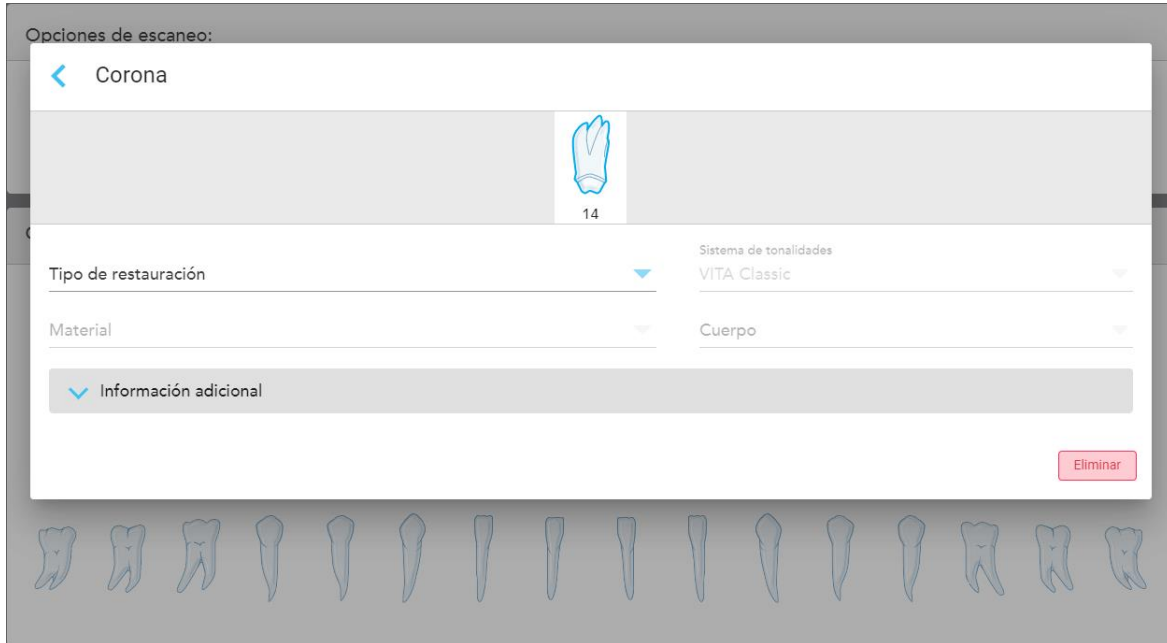 Opciones de escaneo:
Corona
14
Sistema de tonalidades
Tipo de restauración
VITA Classic
Material
Cuerpo
Información adicional
Eliminar